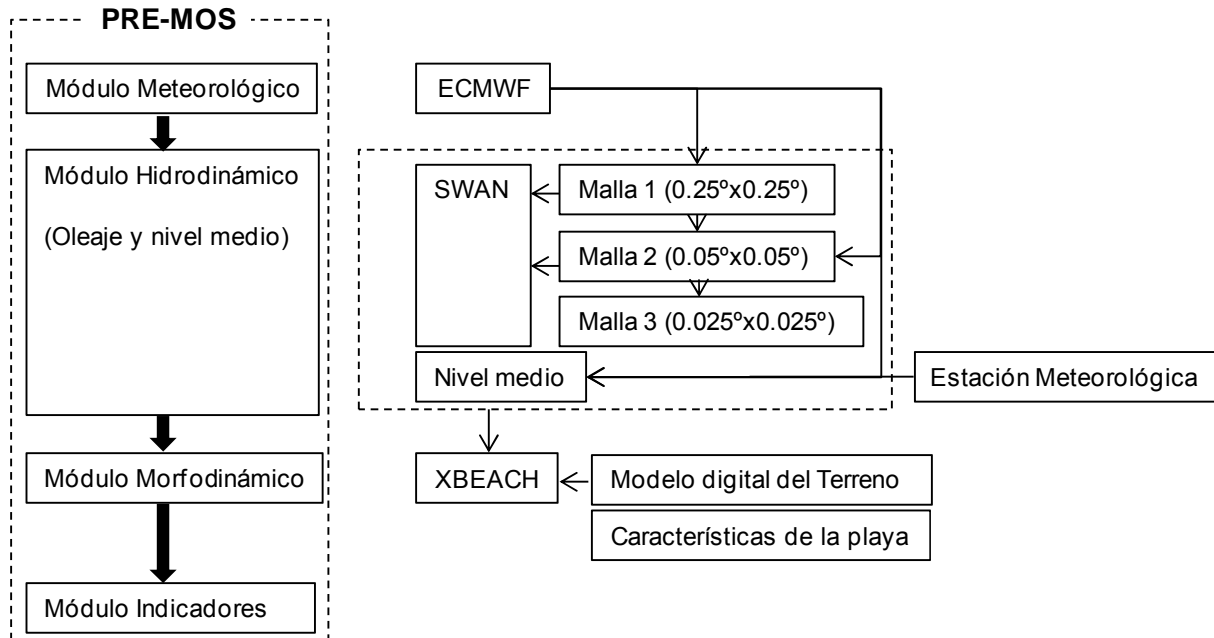 PRE-MOS
Módulo Meteorológico
Módulo Hidrodinámico
(Oleaje y nivel medio)
Módulo Morfodinámico
Módulo Indicadores
ECMWF
SWAN
Malla 1 (0.25ºx0.25º)
Malla 2 (0.05ºx0.05º)
Malla 3 (0.025ºx0.025º)
Nivel medio
Estación Meteorológica
XBEACH
Modelo digital del Terreno
Características de la playa